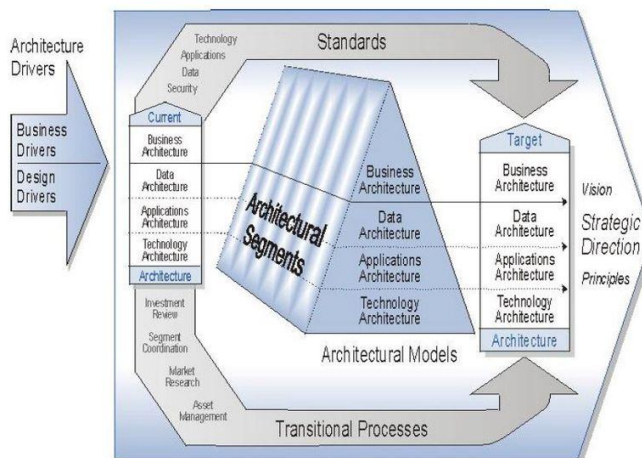 Architecture
Drivers
Business
Drivers
Design
Drivers
Technology
Applications
Data
Security
Standards
Current
Business
Architecture
Data
Architecture
Applications
Architecture
Technology
Architecture
Architecture
Investment
Review
Segment
Coordination
Market
Research
Asset
Management
Transitional Processes
Architectural
Segments
Business
Architecture
Data
Architecture
Applications
Architecture
Technology
Architecture
Architectural Models
Target
Business
Architecture
Data
Architecture
Applications
Architecture
Technology
Architecture
Architecture
Vision
Strategic
Direction
Principles